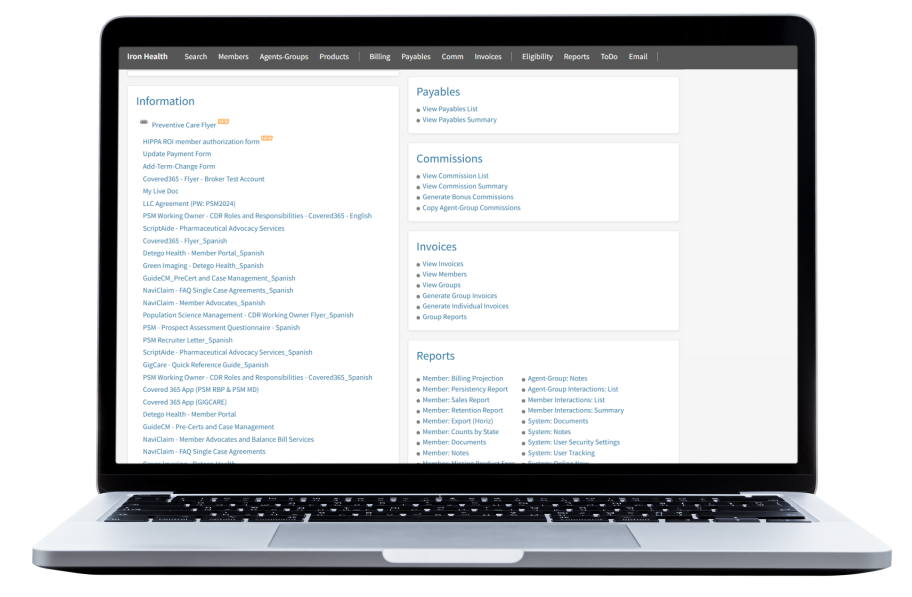 Iron Health Search Members Agents-Groups Products Billing Payables Comm Invoices Eligibility Reports ToDo Email
Information
Preventive Care Flyer NEW
HIPPA ROI member authorization form NEW
Update Payment Form
Add-Term-Change Form
Covered365 - Flyer - Broker Test Account
My Live Doc
LLC Agreement (PW: PSM2024)
PSM Working Owner - CDR Roles and Responsibilities - Covered365 - English
ScriptAide - Pharmaceutical Advocacy Services
Covered365 - Flyer_Spanish
Detego Health - Member Portal_Spanish
Green Imaging - Detego Health_Spanish
GuideCM_PreCert and Case Management_Spanish
NaviClaim - FAQ Single Case Agreements_Spanish
NaviClaim - Member Advocates_Spanish
Population Science Management - CDR Working Owner Flyer_Spanish
PSM - Prospect Assessment Questionnaire - Spanish
PSM Recruiter Letter_Spanish
ScriptAide - Pharmaceutical Advocacy Services_Spanish
GigCare - Quick Reference Guide_Spanish
PSM Working Owner - CDR Roles and Responsibilities - Covered365_Spanish
Covered 365 App (PSM RBP & PSM MD)
Covered 365 App (GIGCARE)
Detego Health - Member Portal
GuideCM - Pre-Certs and Case Management
NaviClaim - Member Advocates and Balance Bill Services
NaviClaim - FAQ Single Case Agreements
Green Imaging - Detego Health
Payables
View Payables List
View Payables Summary
Commissions
View Commission List
View Commission Summary
Generate Bonus Commissions
Copy Agent-Group Commissions
Invoices
View Invoices
View Members
View Groups
Generate Group Invoices
Generate Individual Invoices
Group Reports
Reports
Member: Billing Projection
Member: Persistency Report
Member: Sales Report
Member: Retention Report
Member: Export (Horiz)
Member: Counts by State
Member: Documents
Member: Notes
Member: Missing Product Fees
Agent-Group: Notes
Agent-Group Interactions: List
Member Interactions: List
Member Interactions: Summary
System: Documents
System: Notes
System: User Security Settings
System: User Tracking
System: Online Now